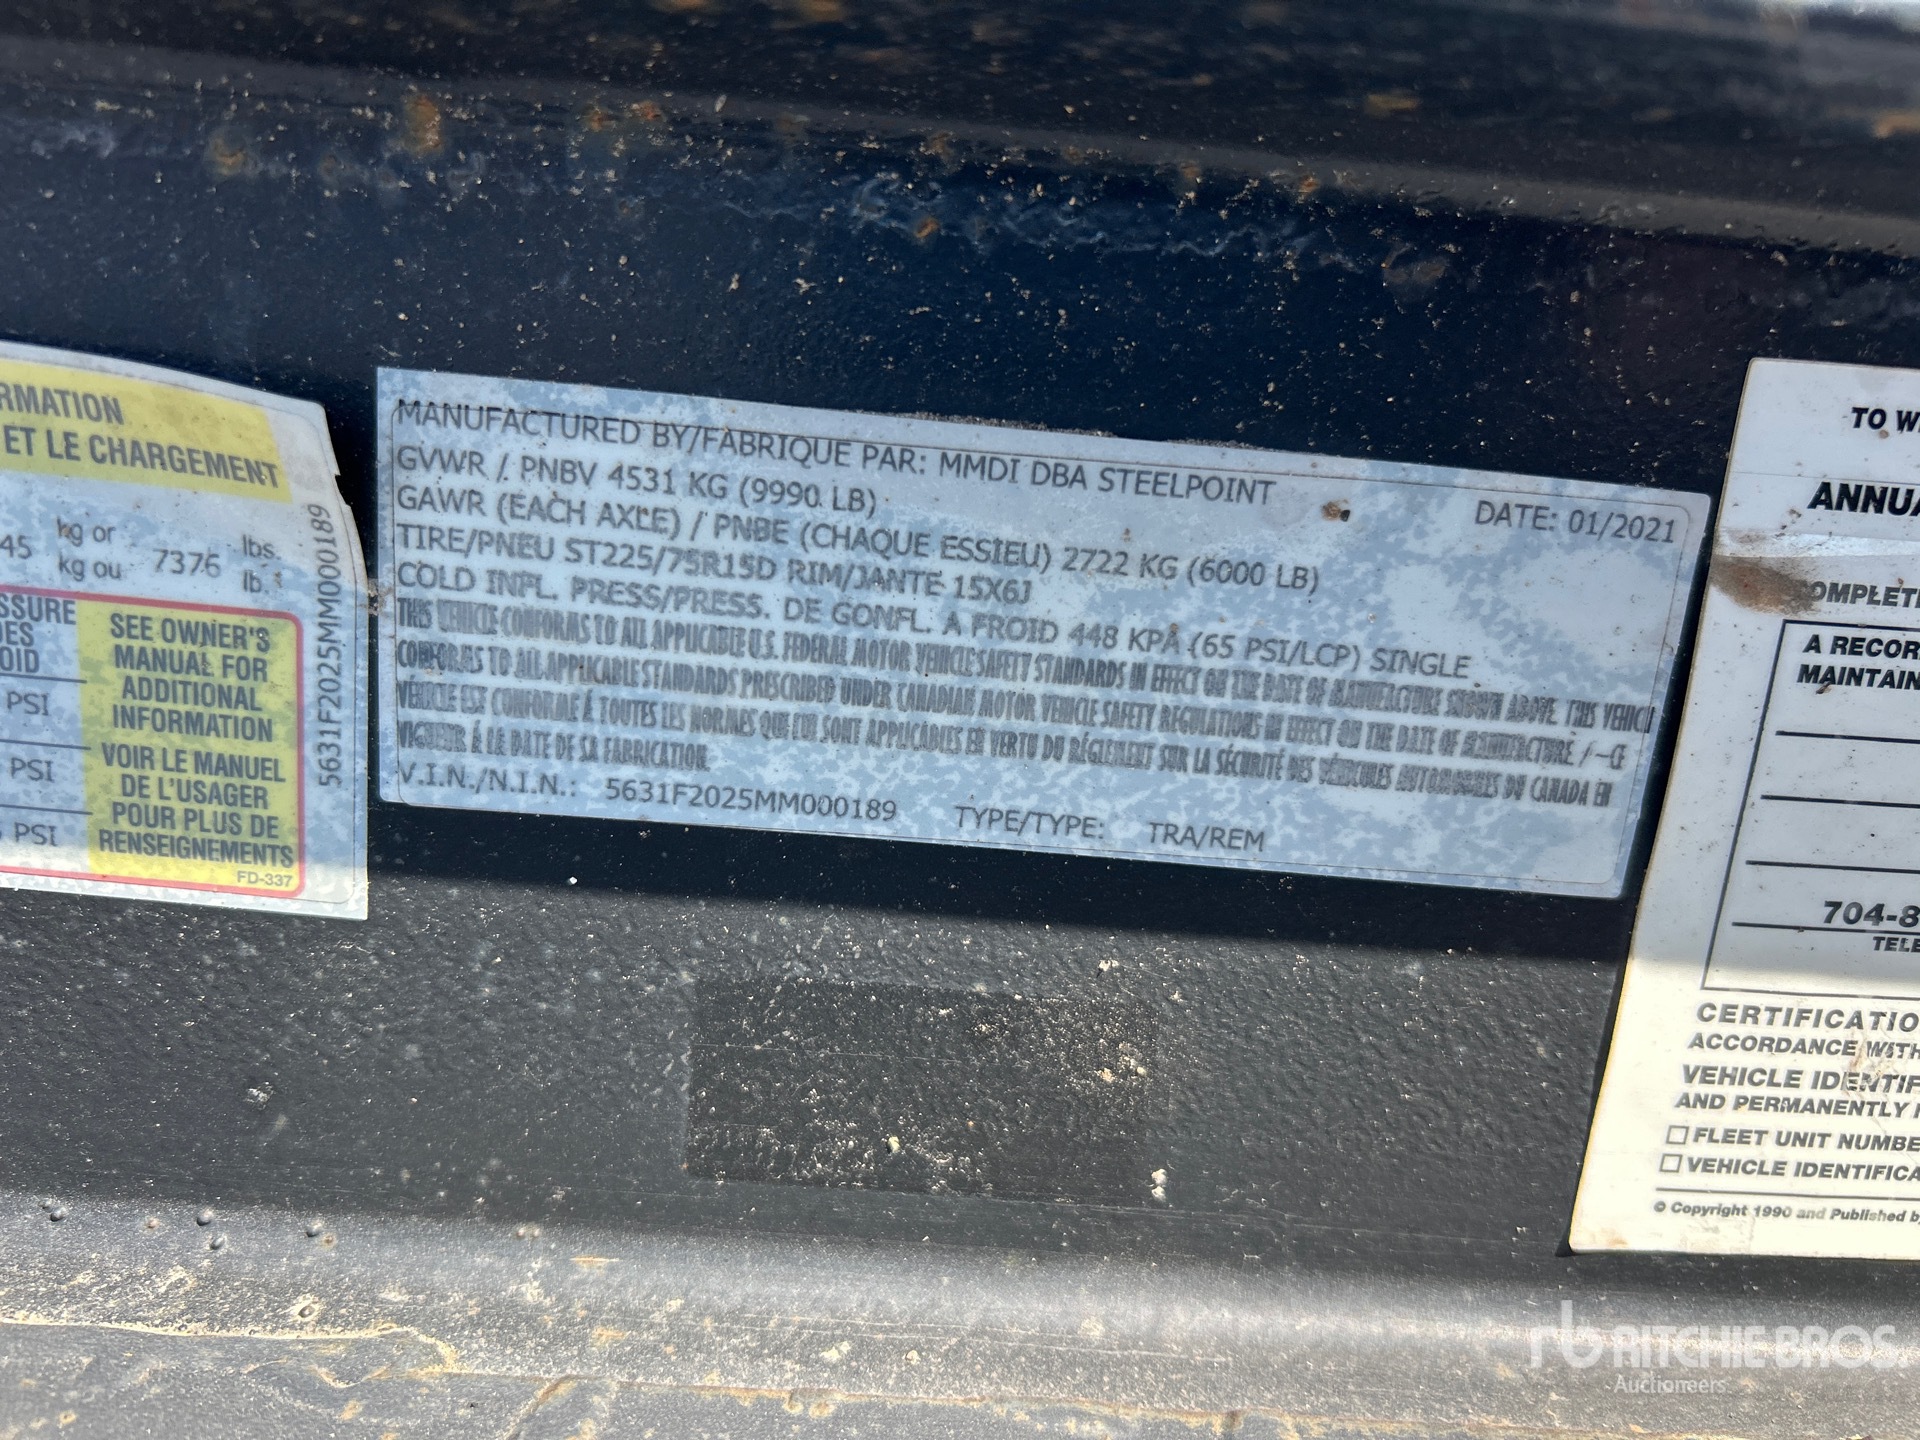 RMATION
ET LE CHARGEMENT
45 kg or kg ou 7376 lbs. lb.
5631F2025MM000189
SSURE
DES
OID
PSI
PSI
PSI
SEE OWNER'S
MANUAL FOR
ADDITIONAL
INFORMATION
VOIR LE MANUEL
DE L'USAGER
POUR PLUS DE
RENSEIGNEMENTS
FD-337
MANUFACTURED BY/FABRIQUE PAR: MMDI DBA STEELPOINT
GVWR / PNBV 4531 KG (9990 LB) DATE: 01/2021
GAWR (EACH AXLE) / PNBE (CHAQUE ESSIEU) 2722 KG (6000 LB)
TIRE/PNEU ST225/75R15D RIM/JANTE 15X6J
COLD INFL. PRESS/PRESS. DE GONFL. A FROID 448 KPA (65 PSI/LCP) SINGLE
THIS VEHICLE CONFORMS TO ALL APPLICABLE U.S. FEDERAL MOTOR VEHICLE SAFETY STANDARDS IN EFFECT ON THE DATE OF MANUFACTURE SHOWN ABOVE. THIS VEHICLE
CONFORMS TO ALL APPLICABLE STANDARDS PRESCRIBED UNDER CANADIAN MOTOR VEHICLE SAFETY REGULATIONS IN EFFECT ON THE DATE OF MANUFACTURE / -CE
VÉHICLE EST CONFORME À TOUTES LES NORMES QUE LUI SONT APPLICABLES EN VERTU DU RÉGLEMENT SUR LA SÉCURITÉ DES VÉHICULES AUTOMOBILES DU CANADA EN
VIGUEUR À LA DATE DE SA FABRICATION.
V.I.N./N.I.N.: 5631F2025MM000189 TYPE/TYPE: TRA/REM
TO W
ANNUA
OMPLETE
A RECOR
MAINTAIN
704-8
TELE
CERTIFICATIO
ACCORDANCE WITH
VEHICLE IDENTIF
AND PERMANENTLY
FLEET UNIT NUMBE
VEHICLE IDENTIFICA
© Copyright 1990 and Published b
rb RITCHIE BROS.
Auctioneers